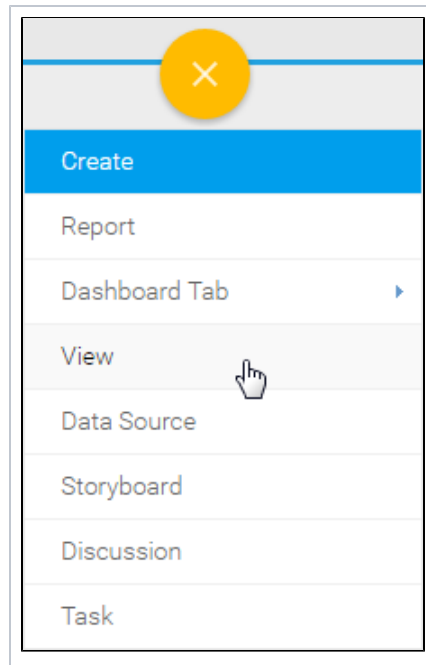 Create
Report
Dashboard Tab
View
Data Source
Storyboard
Discussion
Task